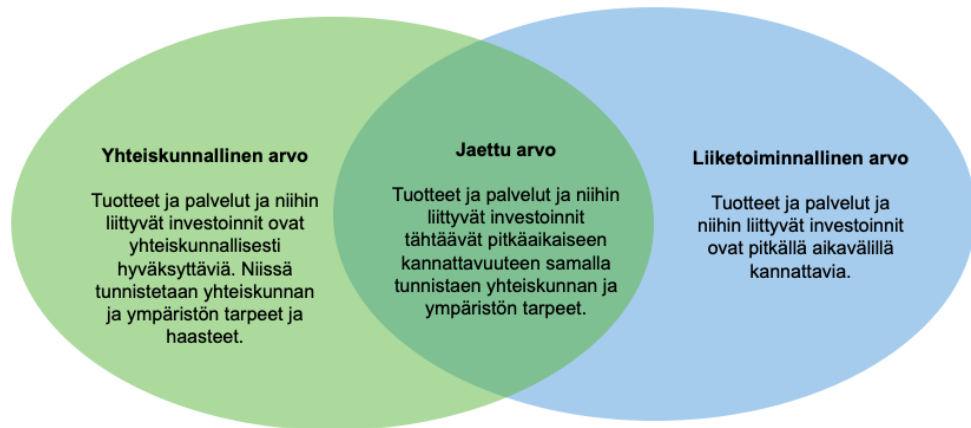 Yhteiskunnallinen arvo
Tuotteet ja palvelut ja niihin
liittyvät investoinnit ovat
yhteiskunnallisesti
hyväksyttäviä. Niissä
tunnistetaan yhteiskunnan
ja ympäristön tarpeet ja
haasteet.
Jaettu arvo
Tuotteet ja palvelut ja niihin
liittyvät investoinnit
tähtäävät pitkäaikaiseen
kannattavuuteen samalla
tunnistaen yhteiskunnan ja
ympäristön tarpeet.
Liiketoiminnallinen arvo
Tuotteet ja palvelut ja
niihin liittyvät investoinnit
ovat pitkällä aikavälillä
kannattavia.